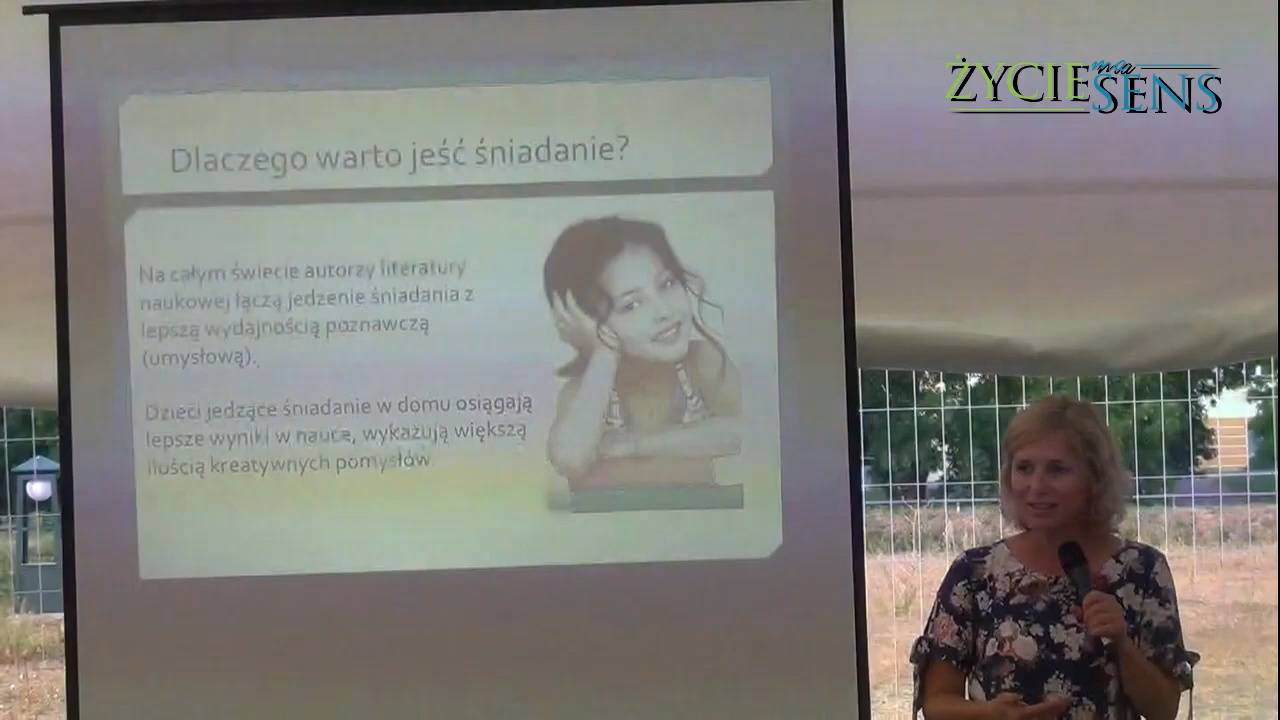 ŻYCIE ma SENS
Dlaczego warto jeść śniadanie?
Na całym świecie autorzy literatury
naukowej łączą jedzenie śniadania z
lepszą wydajnością poznawczą
(umysłową).
Dzieci jedzące śniadanie w domu osiągają
lepsze wyniki w nauce, wykazują większą
ilością kreatywnych pomysłów.